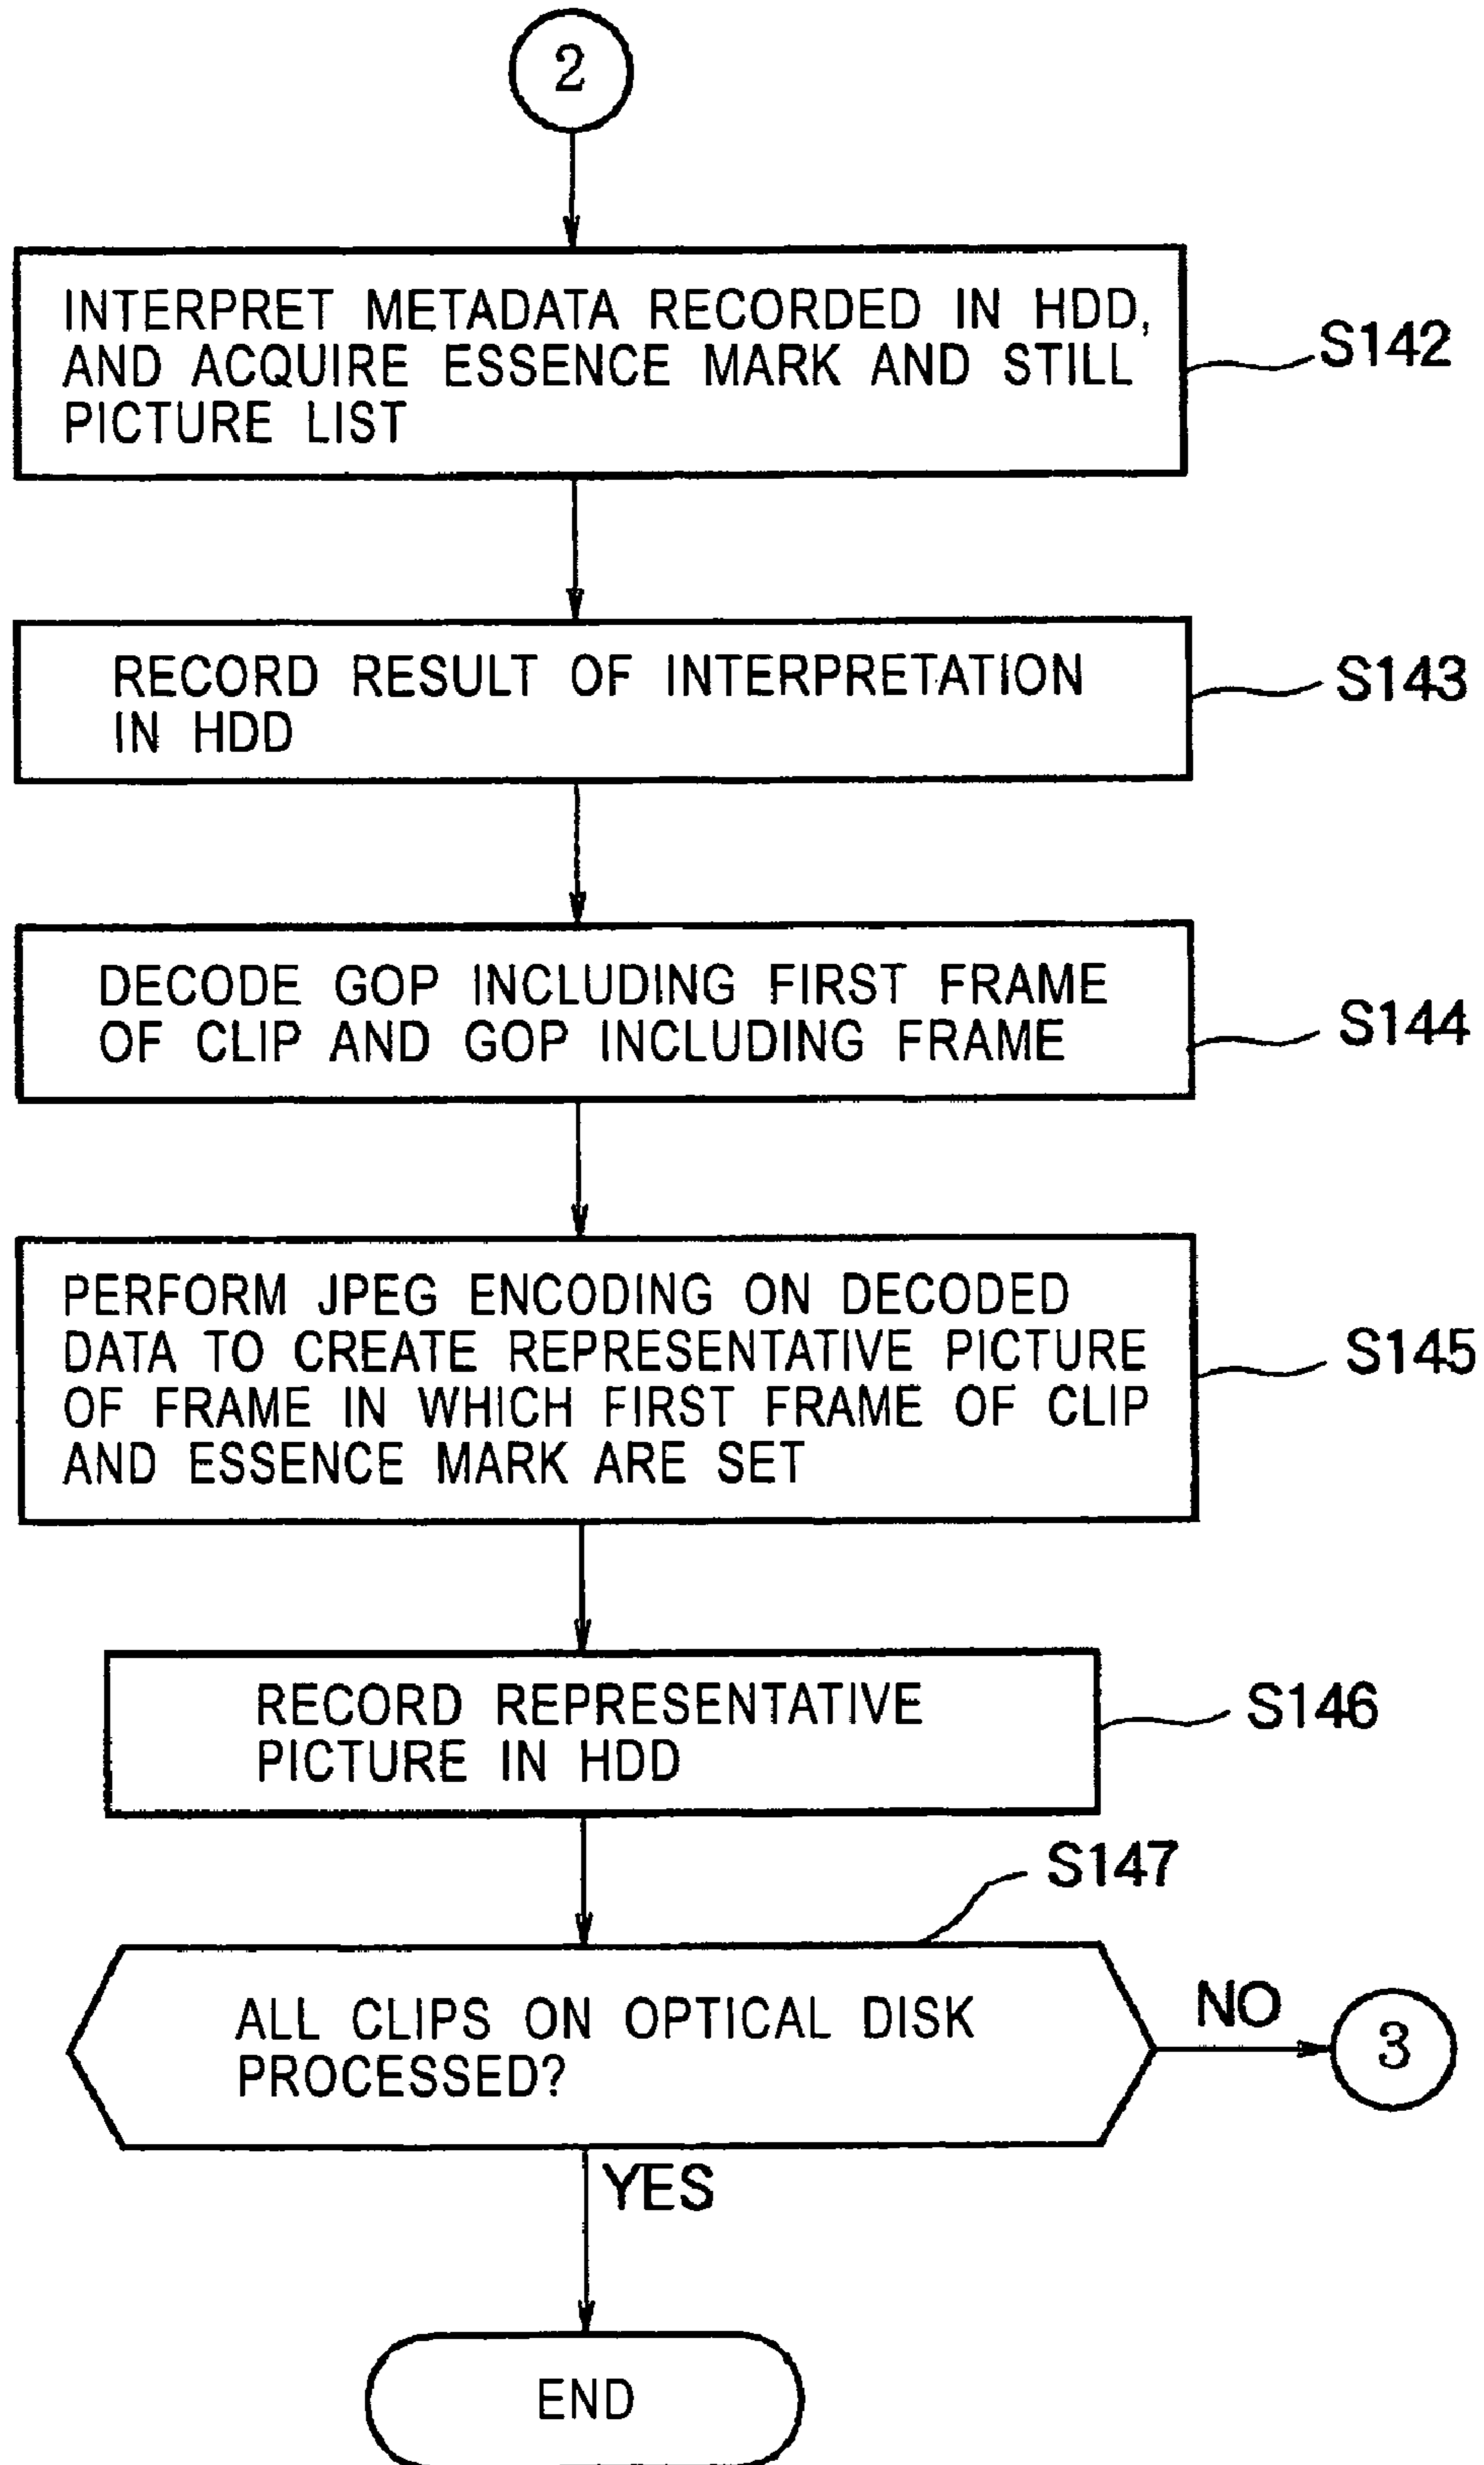 2
INTERPRET METADATA RECORDED IN HDD,
AND ACQUIRE ESSENCE MARK AND STILL
PICTURE LIST
S142
RECORD RESULT OF INTERPRETATION
IN HDD
S143
DECODE GOP INCLUDING FIRST FRAME
OF CLIP AND GOP INCLUDING FRAME
S144
PERFORM JPEG ENCODING ON DECODED
DATA TO CREATE REPRESENTATIVE PICTURE
OF FRAME IN WHICH FIRST FRAME OF CLIP
AND ESSENCE MARK ARE SET
S145
RECORD REPRESENTATIVE
PICTURE IN HDD
S146
S147
ALL CLIPS ON OPTICAL DISK
PROCESSED?
NO
3
YES
END